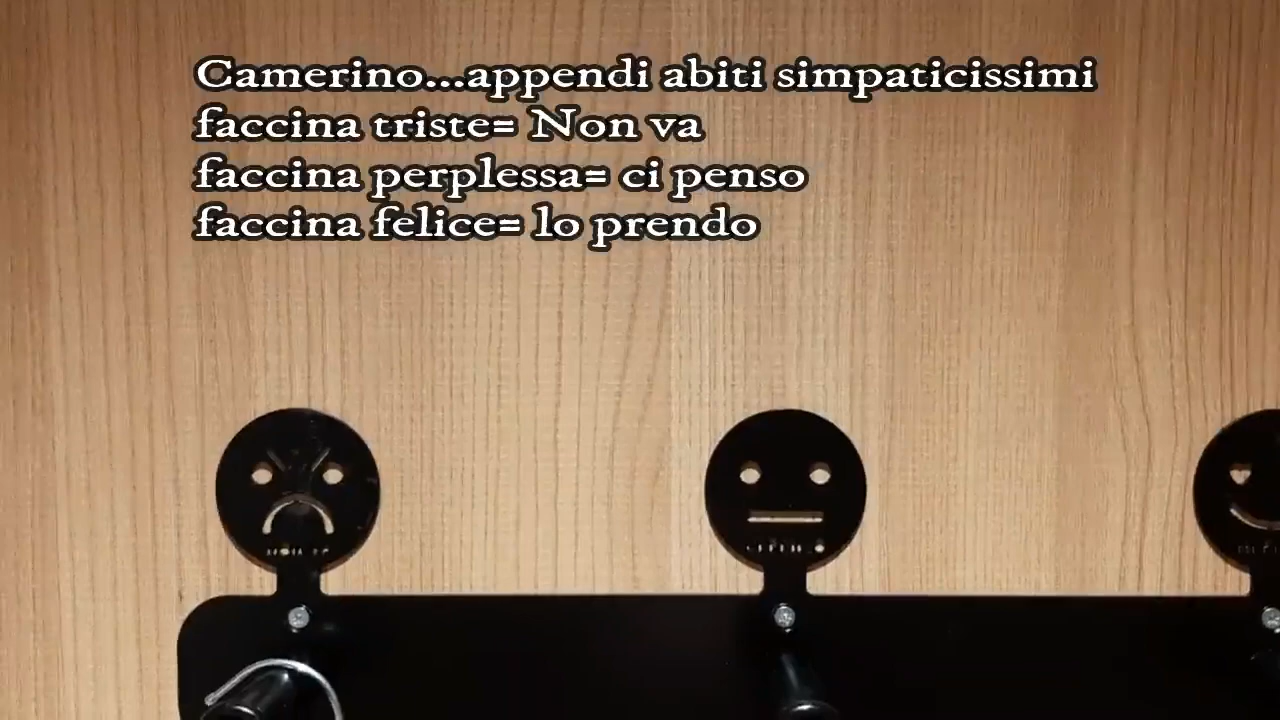 Camerino...appendi abiti simpaticissimi
faccina triste= Non va
faccina perplessa= ci penso
faccina felice= lo prendo